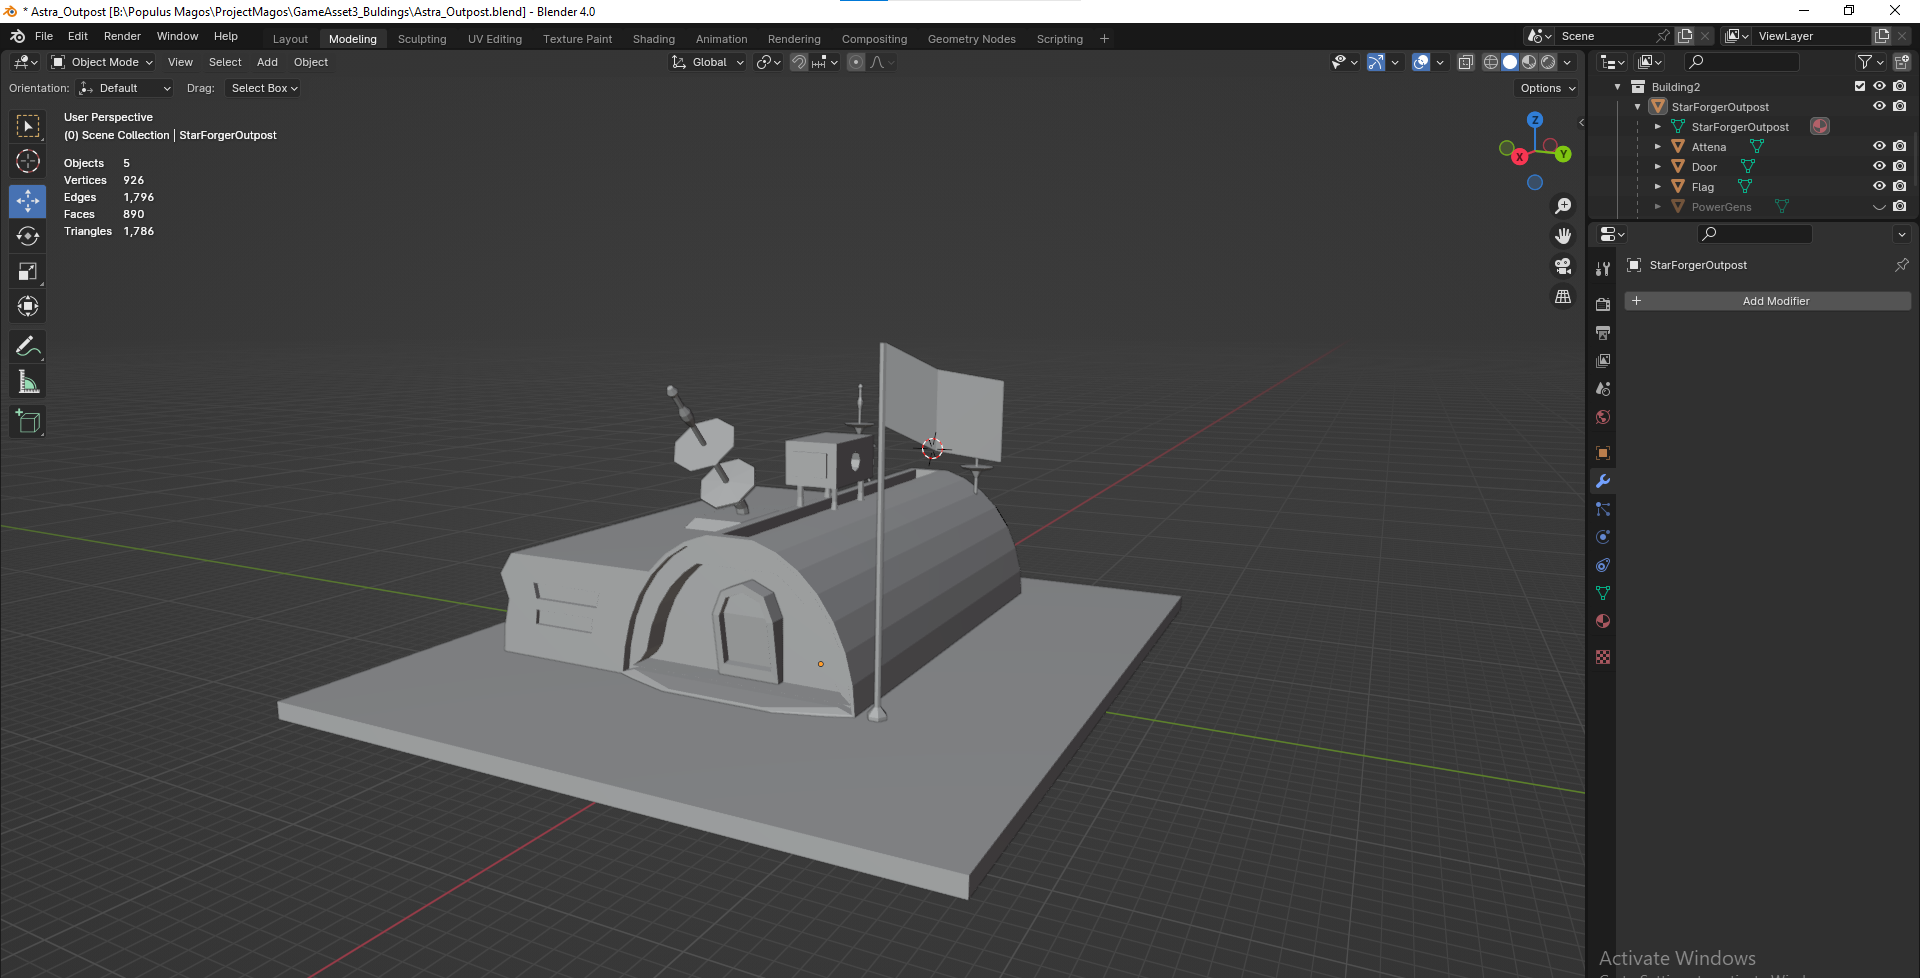 * Astra_Outpost [B:\Populus Magos\ProjectMagos\GameAsset3_Buldings\Astra_Outpost.blend] - Blender 4.0
File Edit Render Window Help Layout Modeling Sculpting UV Editing Texture Paint Shading Animation Rendering Compositing Geometry Nodes Scripting + Scene ViewLayer
Object Mode View Select Add Object Global
Orientation: Default Drag: Select Box Options
User Perspective
(0) Scene Collection | StarForgerOutpost
Objects 5
Vertices 926
Edges 1,796
Faces 890
Triangles 1,786
Z
X
Y
Building2
StarForgerOutpost
StarForgerOutpost
Attena
Door
Flag
PowerGens
StarForgerOutpost
+ Add Modifier
Activate Windows